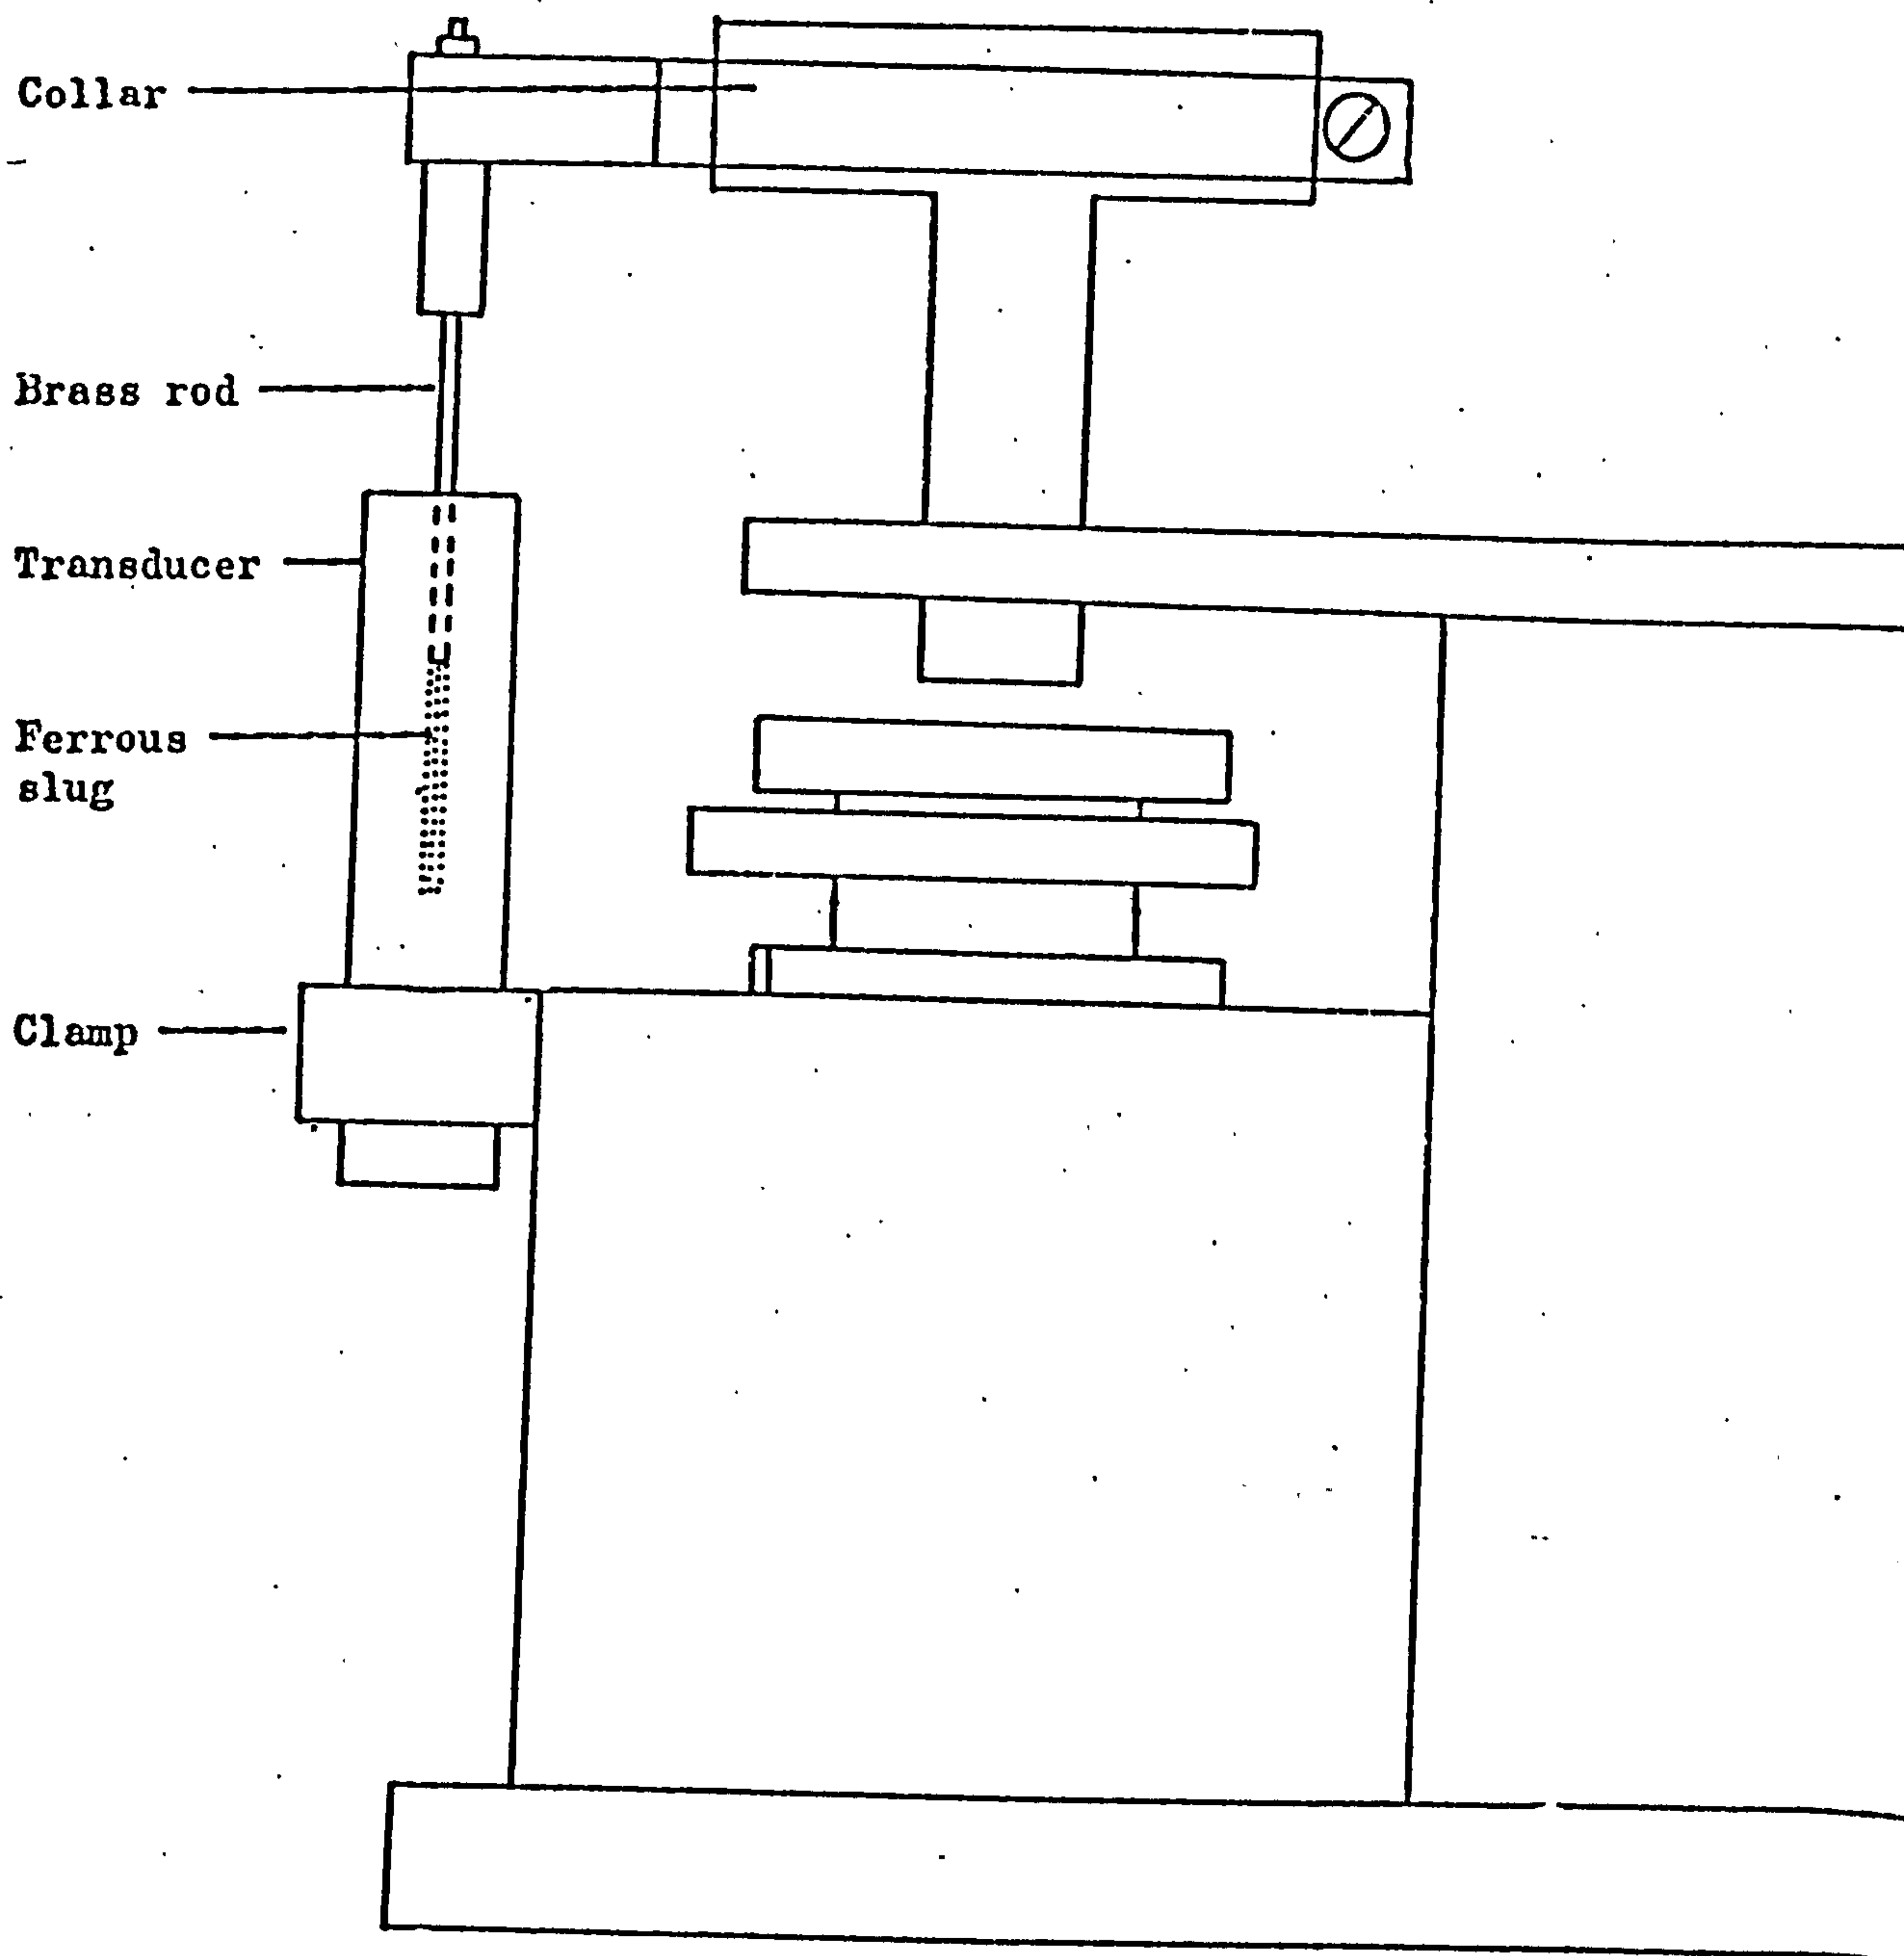 Collar
Brass rod
Transducer
Ferrous
slug
Clamp